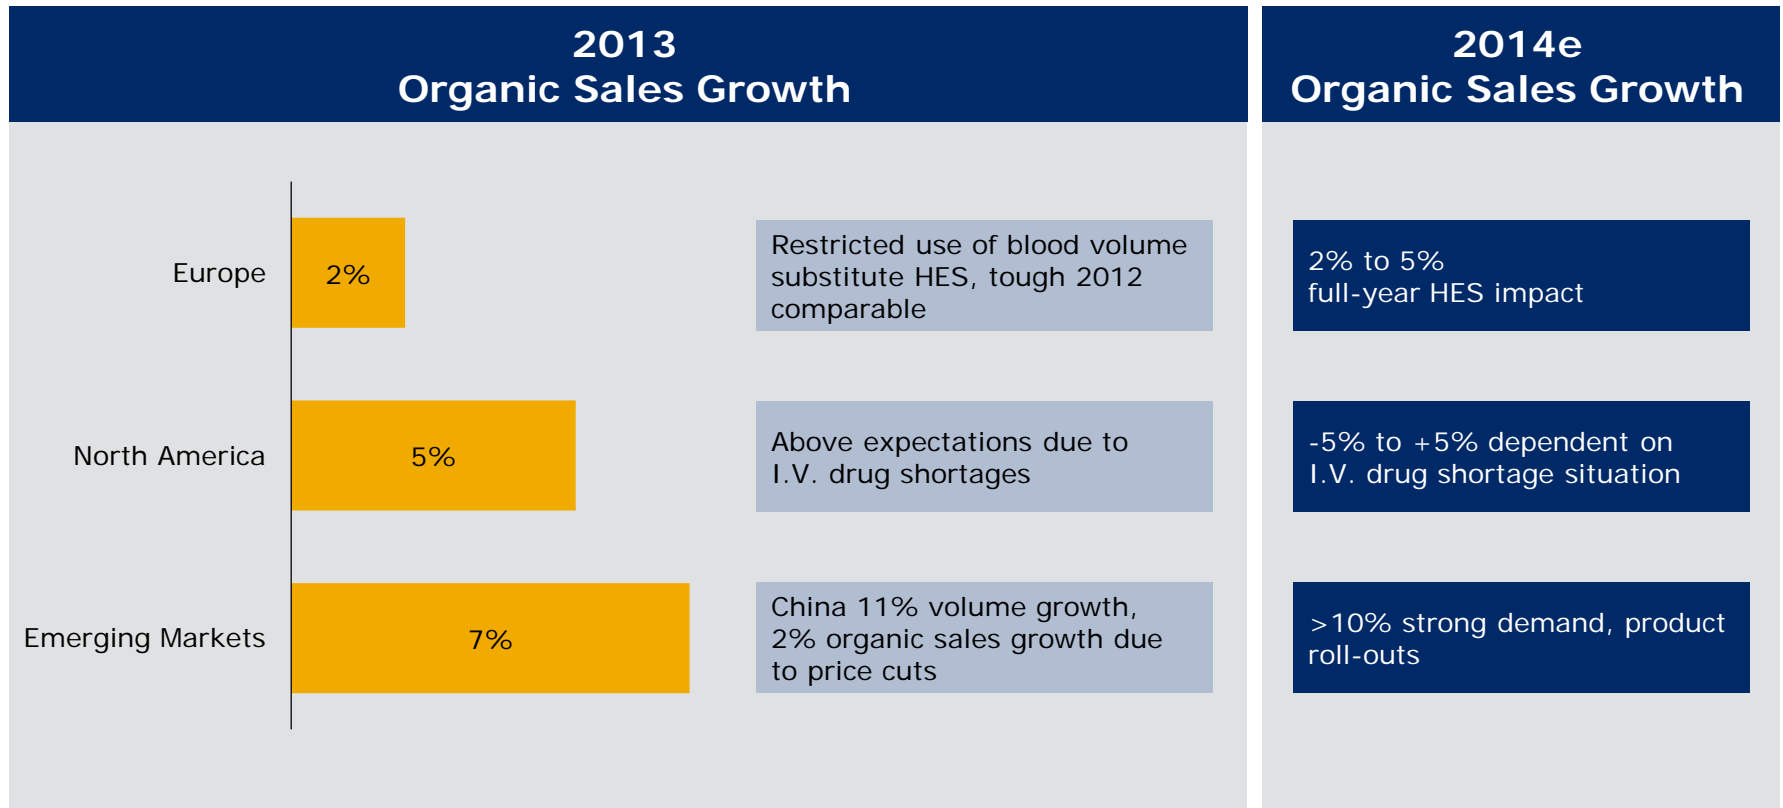 2013
Organic Sales Growth
2014e
Organic Sales Growth
Europe
2%
Restricted use of blood volume
substitute HES, tough 2012
comparable
2% to 5%
full-year HES impact
North America
5%
Above expectations due to
I.V. drug shortages
-5% to +5% dependent on
I.V. drug shortage situation
Emerging Markets
7%
China 11% volume growth,
2% organic sales growth due
to price cuts
>10% strong demand, product
roll-outs